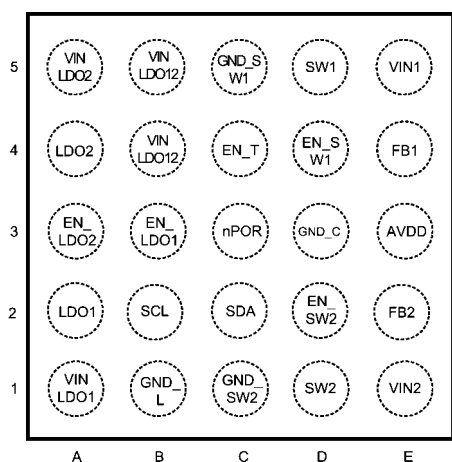 5
VIN
LDO2
VIN
LDO12
GND_S
W1
SW1
VIN1
4
LDO2
VIN
LDO12
EN_T
EN_S
W1
FB1
3
EN_
LDO2
EN_
LDO1
nPOR
GND_C
AVDD
2
LDO1
SCL
SDA
EN_
SW2
FB2
1
VIN
LDO1
GND_
L
GND_
SW2
SW2
VIN2
A B C D E